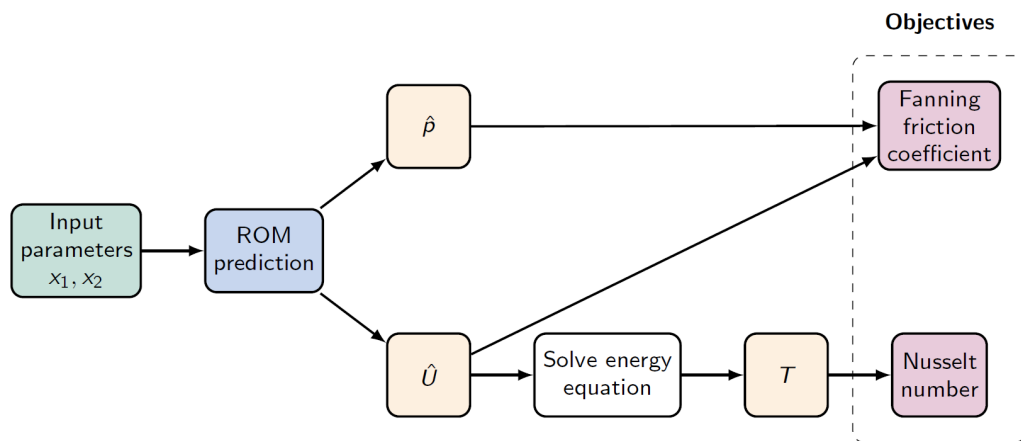 Objectives
p̂
Fanning
friction
coefficient
Input
parameters
x₁, x₂
ROM
prediction
Û
Solve energy
equation
T
Nusselt
number